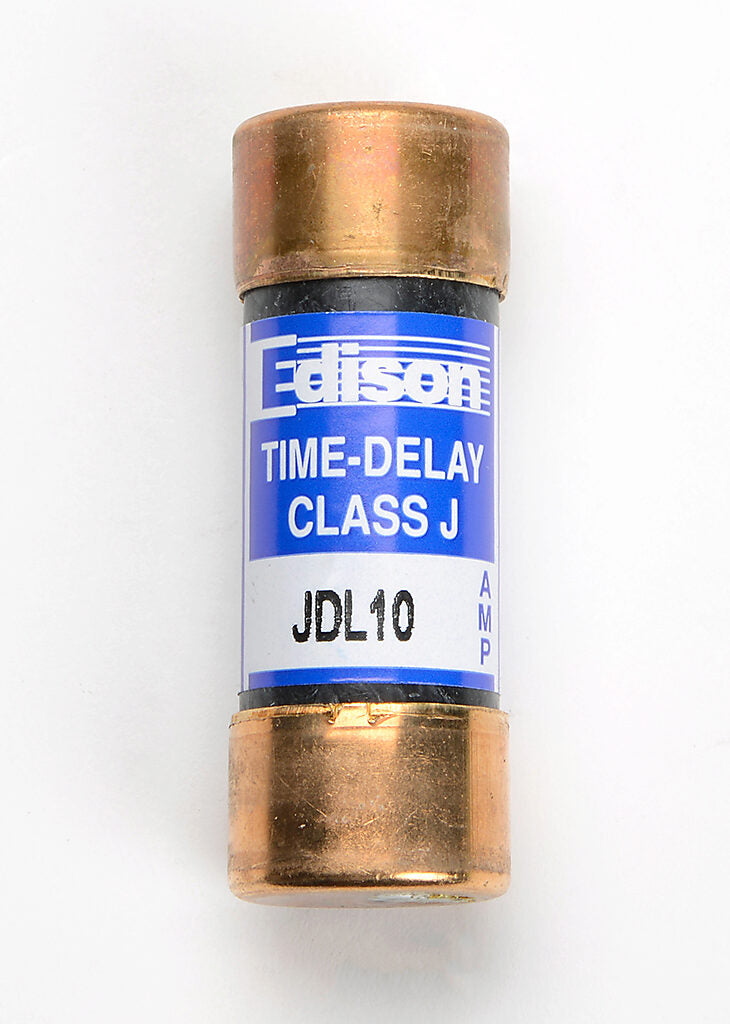 Edison
TIME-DELAY
CLASS J
JDL10
AMP